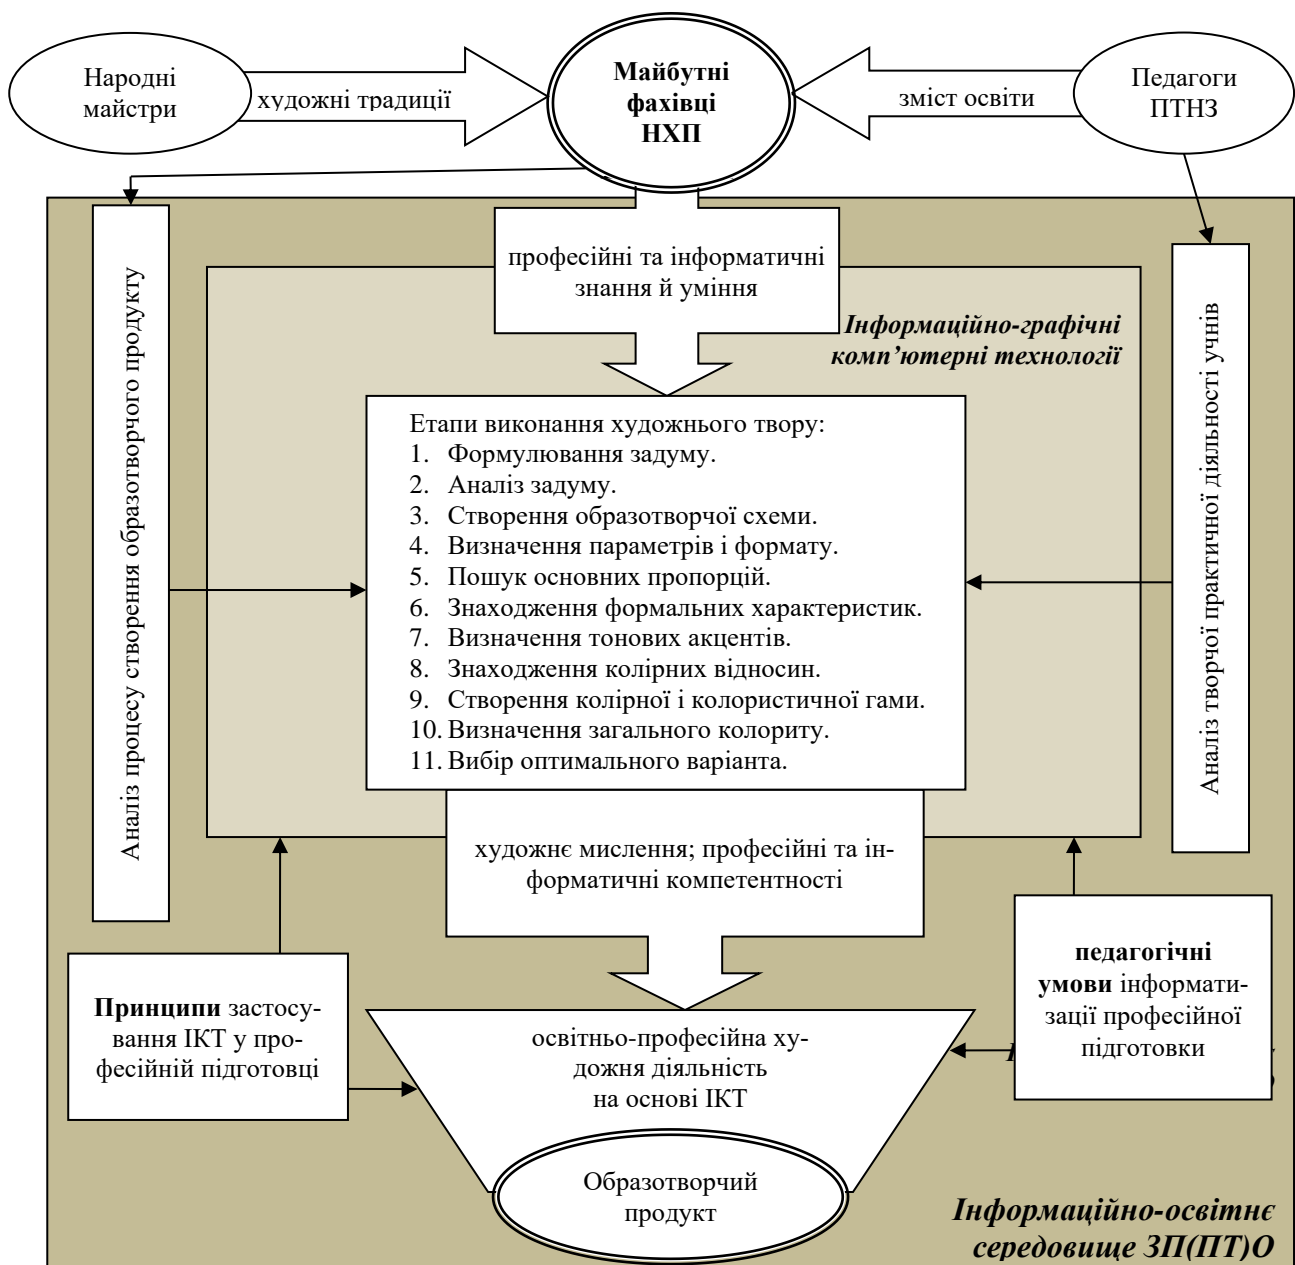 Народні
майстри
художні традиції
Майбутні
фахівці
НХП
зміст освіти
Педагоги
ПТНЗ
Аналіз процесу створення образотворчого продукту
професійні та інформатичні
знання й уміння
Інформаційно-графічні
комп’ютерні технології
Аналіз творчої практичної діяльності учнів
Етапи виконання художнього твору:
1. Формулювання задуму.
2. Аналіз задуму.
3. Створення образотворчої схеми.
4. Визначення параметрів і формату.
5. Пошук основних пропорцій.
6. Знаходження формальних характеристик.
7. Визначення тонових акцентів.
8. Знаходження колірних відносин.
9. Створення колірної і колористичної гами.
10. Визначення загального колориту.
11. Вибір оптимального варіанта.
художнє мислення; професійні та ін-
форматичні компетентності
Принципи застосу-
вання ІКТ у про-
фесійній підготовці
педагогічні
умови інформати-
зації професійної
підготовки
освітньо-професійна ху-
дожня діяльність
на основі ІКТ
Образотворчий
продукт
Інформаційно-освітнє
середовище ЗП(ПТ)О